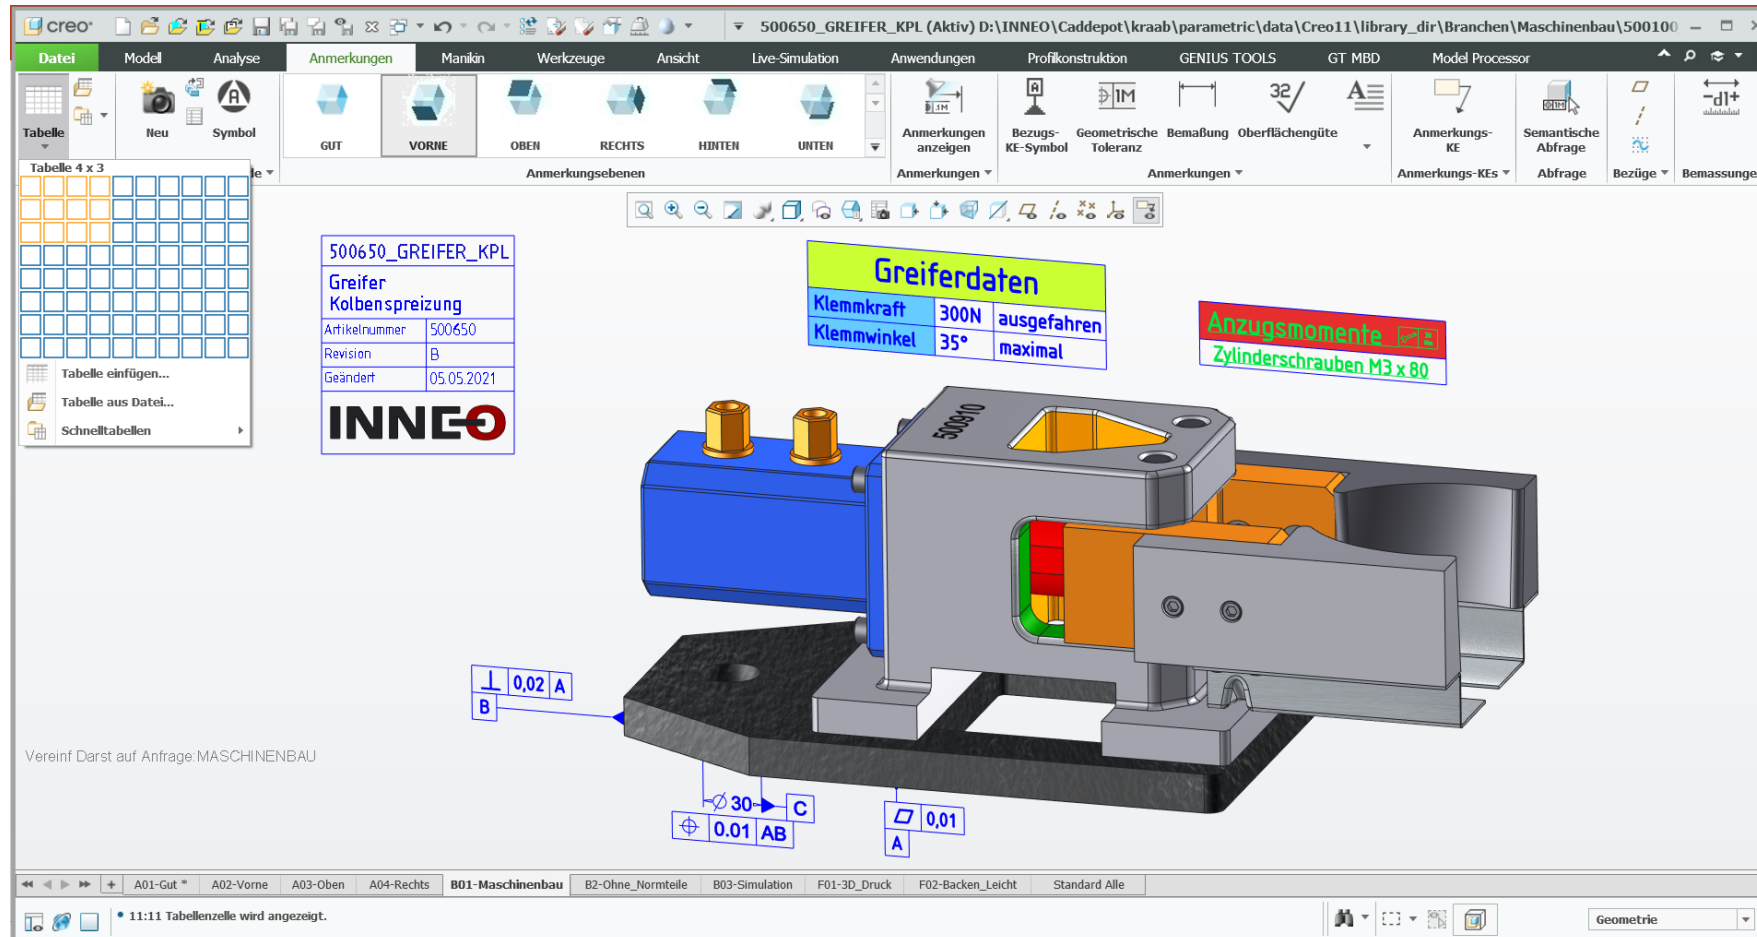 creo®
500650_GREIFER_KPL (Aktiv) D:\INNEO\Caddepot\kraab\parametric\data\Creo11\library_dir\Branchen\Maschinenbau\500100
Datei Modell Analyse Anmerkungen Manikin Werkzeuge Ansicht Live-Simulation Anwendungen Profilkonstruktion GENIUS TOOLS GT MBD Model Processor
Tabelle
Neu
Symbol
GUT VORNE OBEN RECHTS HINTEN UNTEN
Anmerkungen
anzeigen
Bezugs-
KE-Symbol
Geometrische
Toleranz
Bemaßung
Oberflächengüte
Anmerkungs-
KE
Semantische
Abfrage
Anmerkungsebenen Anmerkungen Anmerkungen Anmerkungs-KEs Abfrage Bezüge Bemassunge
Tabelle 4 x 3
Tabelle einfügen...
Tabelle aus Datei...
Schnelltabellen
500650_GREIFER_KPL
Greifer
Kolbenspreizung
Artikelnummer 500650
Revision B
Geändert 05.05.2021
INNEO
Greiferdaten
Klemmkraft 300N ausgefahren
Klemmwinkel 35° maximal
Anzugsmomente
Zylinderschrauben M3 x 80
500910
⊥ 0,02 A
B
Vereinf Darst auf Anfrage:MASCHINENBAU
∅ 30 C
⌖ 0.01 AB
⏥ 0,01
A
A01-Gut * A02-Vorne A03-Oben A04-Rechts B01-Maschinenbau B2-Ohne_Normteile B03-Simulation F01-3D_Druck F02-Backen_Leicht Standard Alle
• 11:11 Tabellenzelle wird angezeigt.
Geometrie